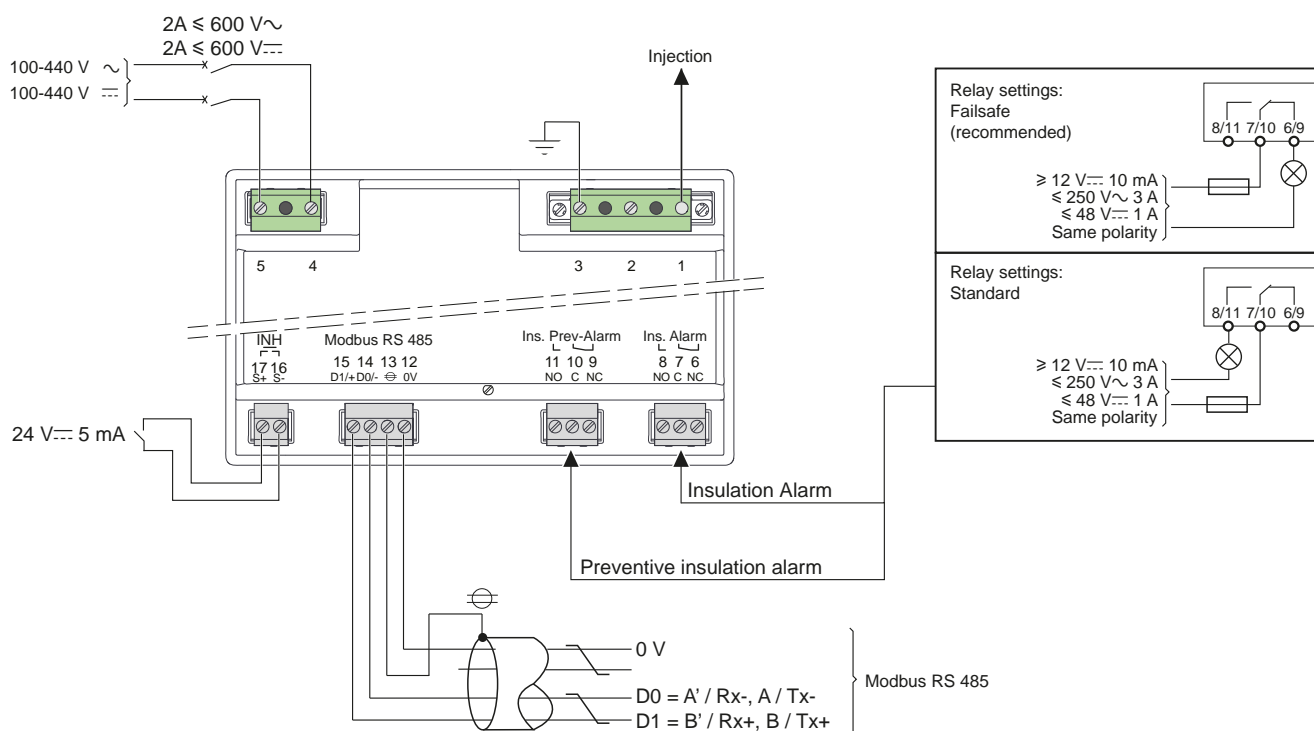 2A ≤ 600 V∼
2A ≤ 600 V⎓
100-440 V ∼
100-440 V ⎓
Injection
5 4 3 2 1
INH
17 16
S+ S-
Modbus RS 485
15 14 13 12
D1/+ D0/- 0V
Ins. Prev-Alarm
11 10 9
NO C NC
Ins. Alarm
8 7 6
NO C NC
24 V⎓ 5 mA
Insulation Alarm
Preventive insulation alarm
0 V
D0 = A' / Rx-, A / Tx-
D1 = B' / Rx+, B / Tx+
Modbus RS 485
Relay settings:
Failsafe
(recommended)
8/11 7/10 6/9
≥ 12 V⎓ 10 mA
≤ 250 V∼ 3 A
≤ 48 V⎓ 1 A
Same polarity
Relay settings:
Standard
8/11 7/10 6/9
≥ 12 V⎓ 10 mA
≤ 250 V∼ 3 A
≤ 48 V⎓ 1 A
Same polarity